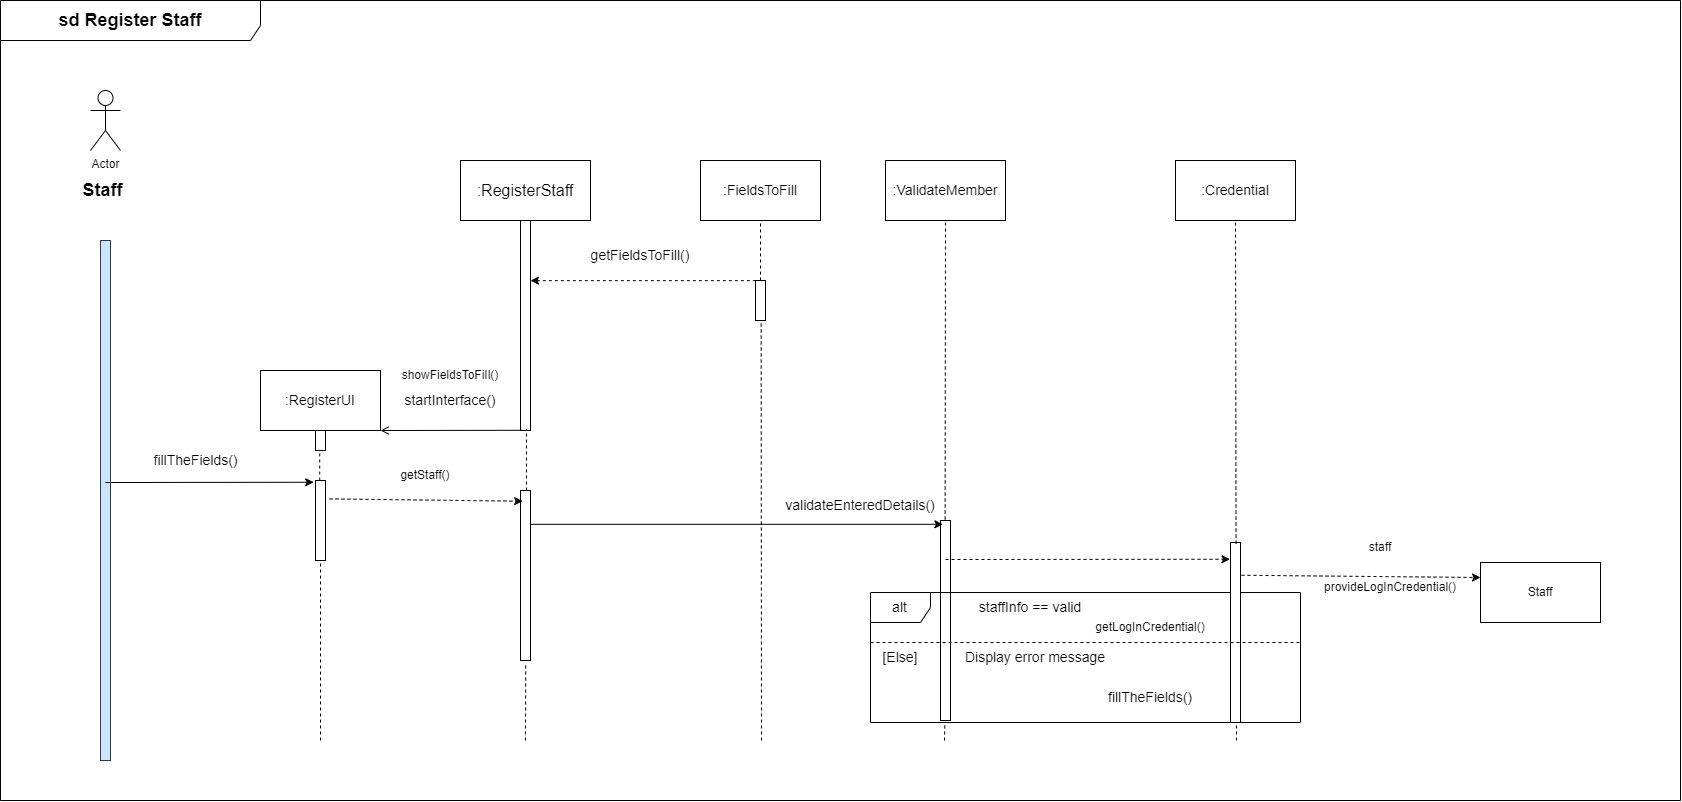 sd Register Staff
Actor
Staff
:RegisterStaff
:FieldsToFill
:ValidateMember
:Credential
getFieldsToFill()
showFieldsToFill()
:RegisterUI
startInterface()
fillTheFields()
getStaff()
validateEnteredDetails()
staff
provideLogInCredential()
Staff
alt
staffInfo == valid
getLogInCredential()
[Else]
Display error message
fillTheFields()